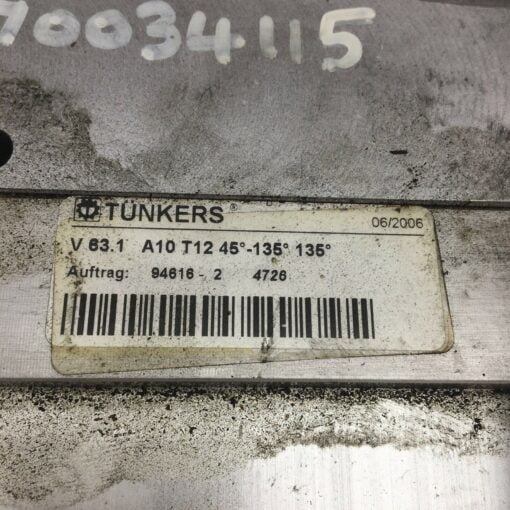 70034115
TÜNKERS® 06/2006
V 63.1 A10 T12 45°-135° 135°
Auftrag: 94616 - 2 4726